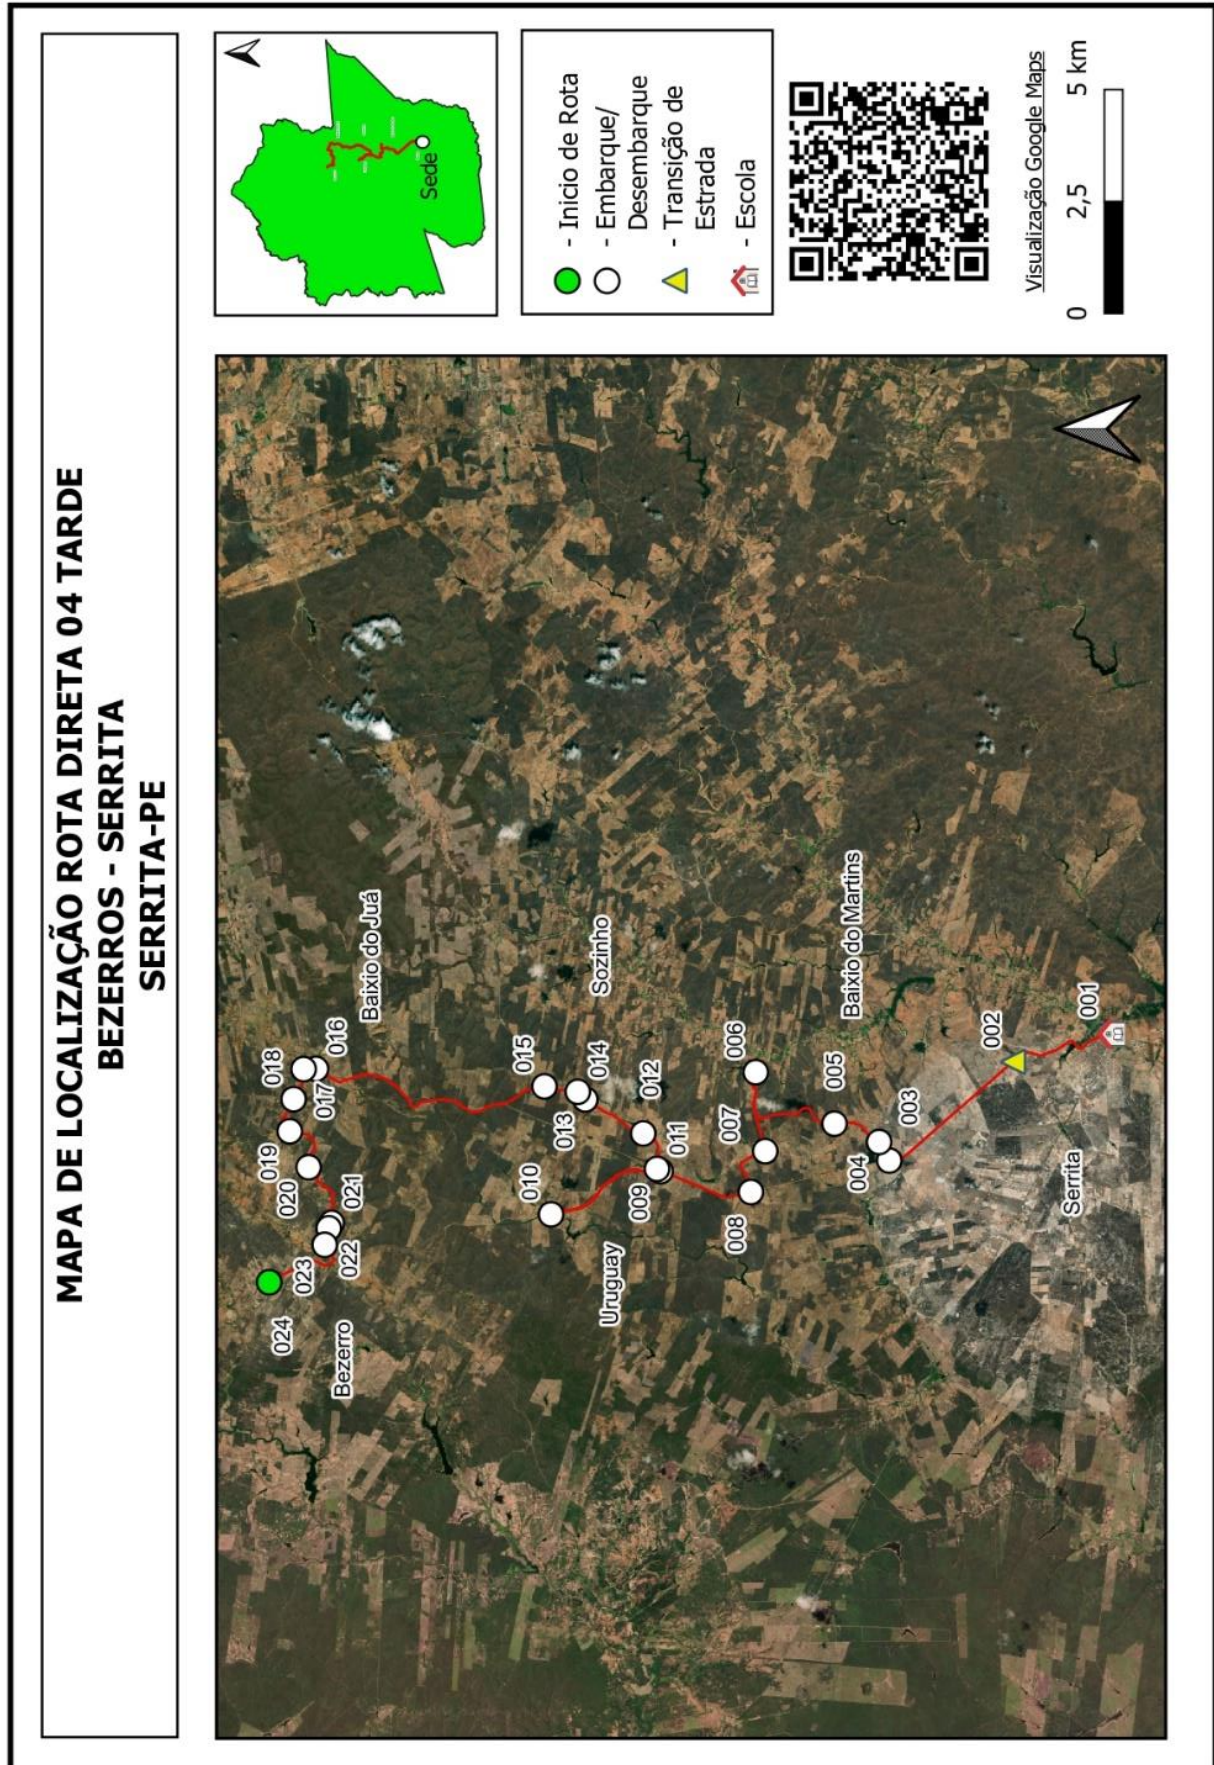 MAPA DE LOCALIZAÇÃO ROTA DIRETA 04 TARDE
BEZERROS - SERRITA
SERRITA-PE
024
023
022
021
020
019
018
017
016
Bezerro
Baixio do Juá
010
015
013
014
012
009
011
Uruguay
Sozinho
008
007
006
005
004
003
Baixio do Martins
002
001
Serrita
Sede
- Inicio de Rota
- Embarque/
Desembarque
- Transição de
Estrada
- Escola
Visualização Google Maps
0 2,5 5 km